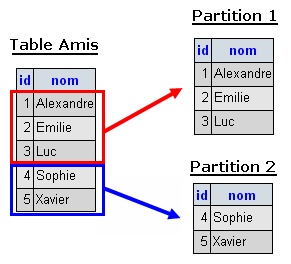 Table Amis
id nom
1 Alexandre
2 Emilie
3 Luc
4 Sophie
5 Xavier
Partition 1
id nom
1 Alexandre
2 Emilie
3 Luc
Partition 2
id nom
4 Sophie
5 Xavier